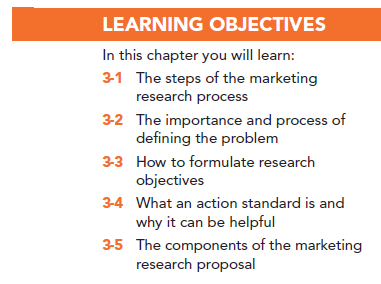 LEARNING OBJECTIVES
In this chapter you will learn:
3-1 The steps of the marketing
research process
3-2 The importance and process of
defining the problem
3-3 How to formulate research
objectives
3-4 What an action standard is and
why it can be helpful
3-5 The components of the marketing
research proposal